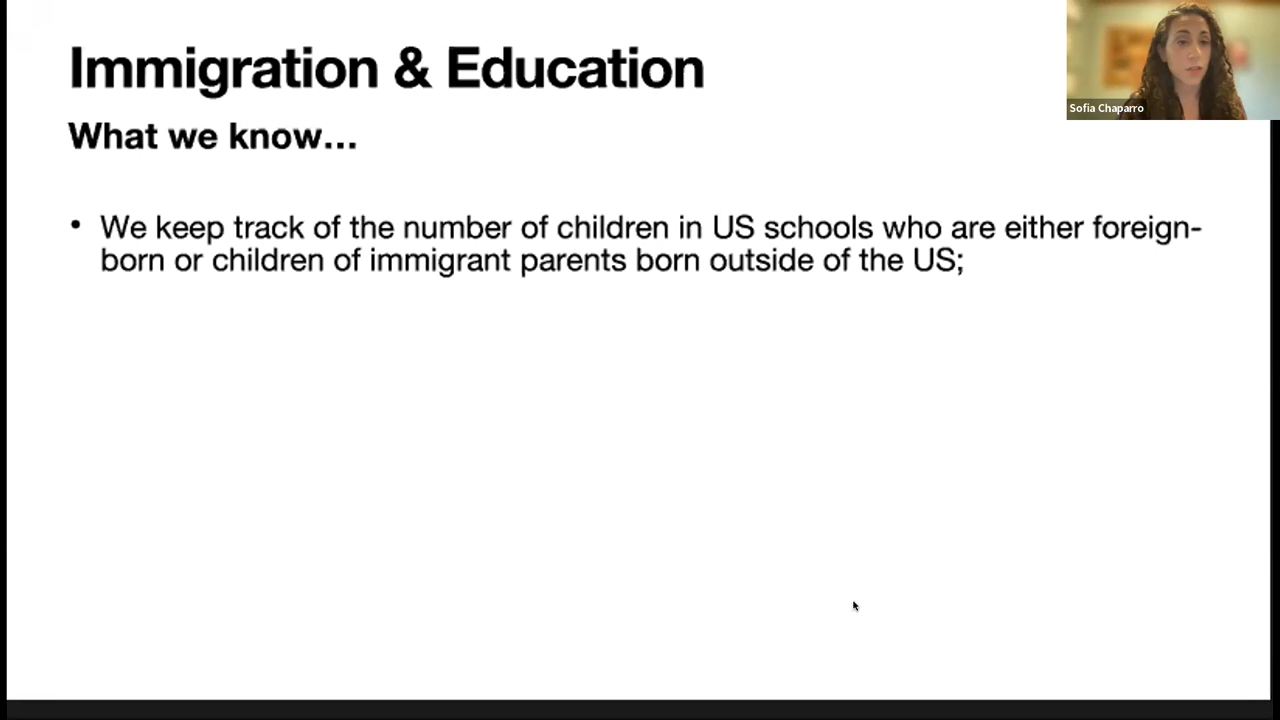 Immigration & Education
Sofia Chaparro
What we know...
• We keep track of the number of children in US schools who are either foreign-
born or children of immigrant parents born outside of the US;